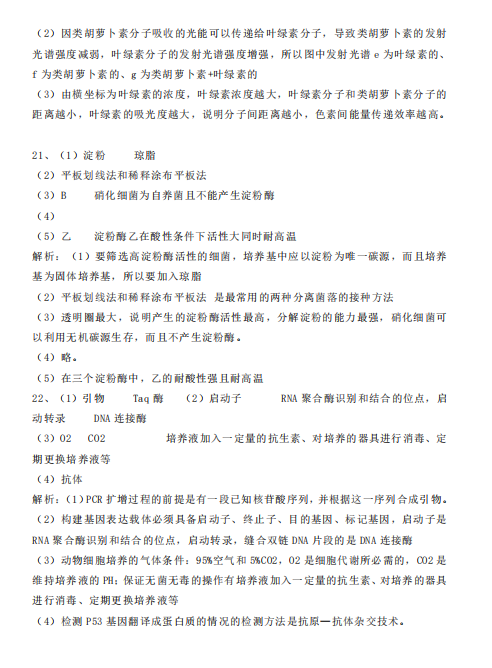 （2）因类胡萝卜素分子吸收的光能可以传递给叶绿素分子，导致类胡萝卜素的发射
光谱强度减弱，叶绿素分子的发射光谱强度增强，所以图中发射光谱 e 为叶绿素的、
f 为类胡萝卜素的、g 为类胡萝卜素+叶绿素的
（3）由横坐标为叶绿素的浓度，叶绿素浓度越大，叶绿素分子和类胡萝卜素分子的
距离越小，叶绿素的吸光度越大，说明分子间距离越小，色素间能量传递效率越高。
21、（1）淀粉 琼脂
（2）平板划线法和稀释涂布平板法
（3）B 硝化细菌为自养菌且不能产生淀粉酶
（4）
（5）乙 淀粉酶乙在酸性条件下活性大同时耐高温
解析：（1）要筛选高淀粉酶活性的细菌，培养基中应以淀粉为唯一碳源，而且培养
基为固体培养基，所以要加入琼脂
（2）平板划线法和稀释涂布平板法 是最常用的两种分离菌落的接种方法
（3）透明圈最大，说明产生的淀粉酶活性最高，分解淀粉的能力最强，硝化细菌可
以利用无机碳源生存，而且不产生淀粉酶。
（4）略。
（5）在三个淀粉酶中，乙的耐酸性强且耐高温
22、（1）引物 Taq 酶 （2）启动子 RNA 聚合酶识别和结合的位点，启
动转录 DNA 连接酶
（3）O2 CO2 培养液加入一定量的抗生素、对培养的器具进行消毒、定
期更换培养液等
（4）抗体
解析：（1）PCR 扩增过程的前提是有一段已知核苷酸序列，并根据这一序列合成引物。
（2）构建基因表达载体必须具备启动子、终止子、目的基因、标记基因，启动子是
RNA 聚合酶识别和结合的位点，启动转录，缝合双链 DNA 片段的是 DNA 连接酶
（3）动物细胞培养的气体条件：95%空气和 5%CO2，O2 是细胞代谢所必需的，CO2 是
维持培养液的 PH；保证无菌无毒的操作有培养液加入一定量的抗生素、对培养的器具
进行消毒、定期更换培养液等
（4）检测 P53 基因翻译成蛋白质的情况的检测方法是抗原—抗体杂交技术。